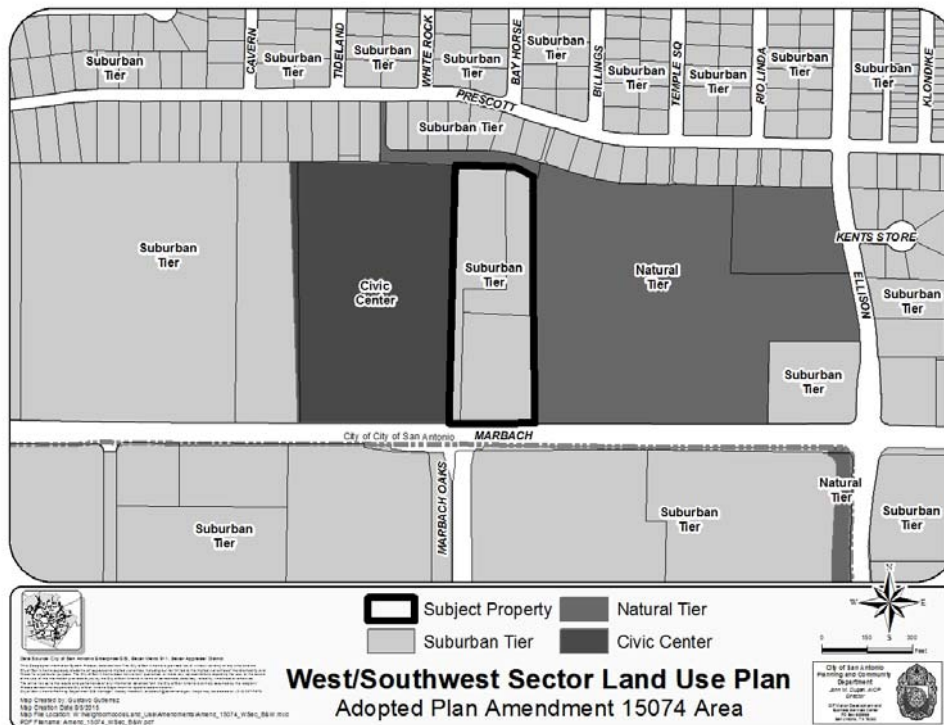 CAVERN
TIDELAND
WHITE ROCK
BAY HORSE
BILLINGS
TEMPLE SQ
RIO LINDA
KLONDIKE
Suburban
Tier
Suburban
Tier
Suburban
Tier
Suburban
Tier
Suburban
Tier
Suburban
Tier
Suburban
Tier
Suburban
Tier
Suburban
Tier
PRESCOTT
Suburban Tier
KENTS STORE
ELLISON
Suburban
Tier
Civic
Center
Suburban
Tier
Natural
Tier
Suburban
Tier
Suburban
Tier
City of City of San Antonio
MARBACH
MARBACH OAKS
Suburban
Tier
Suburban
Tier
Natural
Tier
Suburban
Tier
Subject Property
Natural Tier
Suburban Tier
Civic Center
N
W
E
S
0 150 300
Feet
West/Southwest Sector Land Use Plan
Adopted Plan Amendment 15074 Area
Map Created by: Gustavo Gutierrez
City of San Antonio
Planning and Community
Department